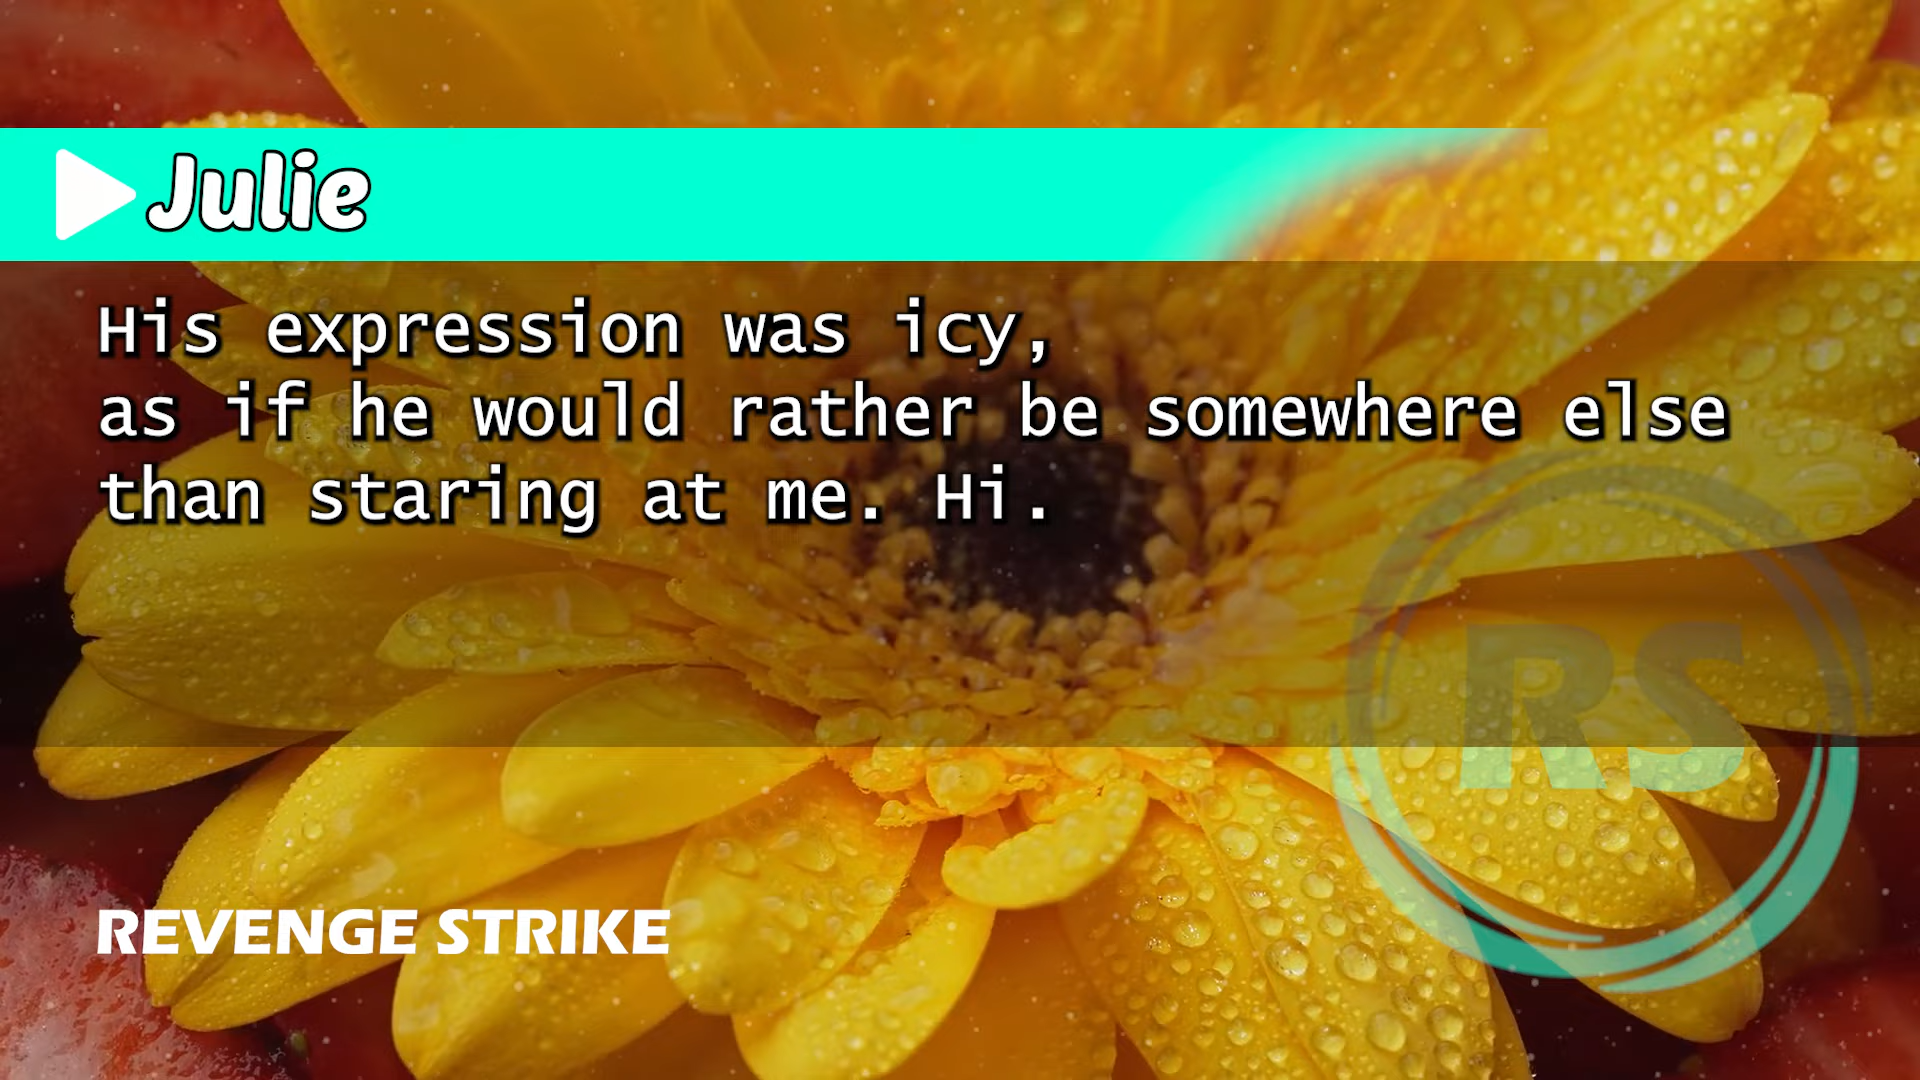 Julie
His expression was icy,
as if he would rather be somewhere else
than staring at me. Hi.
RS
REVENGE STRIKE